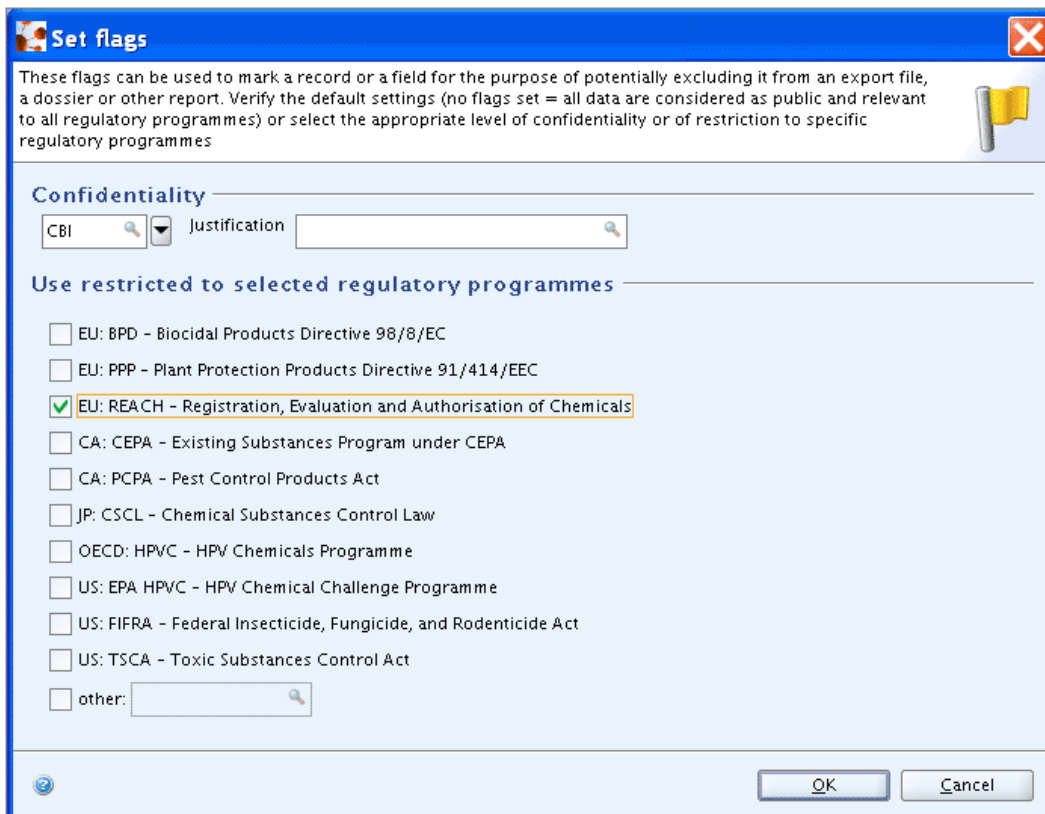 Set flags
These flags can be used to mark a record or a field for the purpose of potentially excluding it from an export file,
a dossier or other report. Verify the default settings (no flags set = all data are considered as public and relevant
to all regulatory programmes) or select the appropriate level of confidentiality or of restriction to specific
regulatory programmes
Confidentiality
CBI Justification
Use restricted to selected regulatory programmes
EU: BPD - Biocidal Products Directive 98/8/EC
EU: PPP - Plant Protection Products Directive 91/414/EEC
EU: REACH - Registration, Evaluation and Authorisation of Chemicals
CA: CEPA - Existing Substances Program under CEPA
CA: PCPA - Pest Control Products Act
JP: CSCL - Chemical Substances Control Law
OECD: HPVC - HPV Chemicals Programme
US: EPA HPVC - HPV Chemical Challenge Programme
US: FIFRA - Federal Insecticide, Fungicide, and Rodenticide Act
US: TSCA - Toxic Substances Control Act
other:
OK Cancel